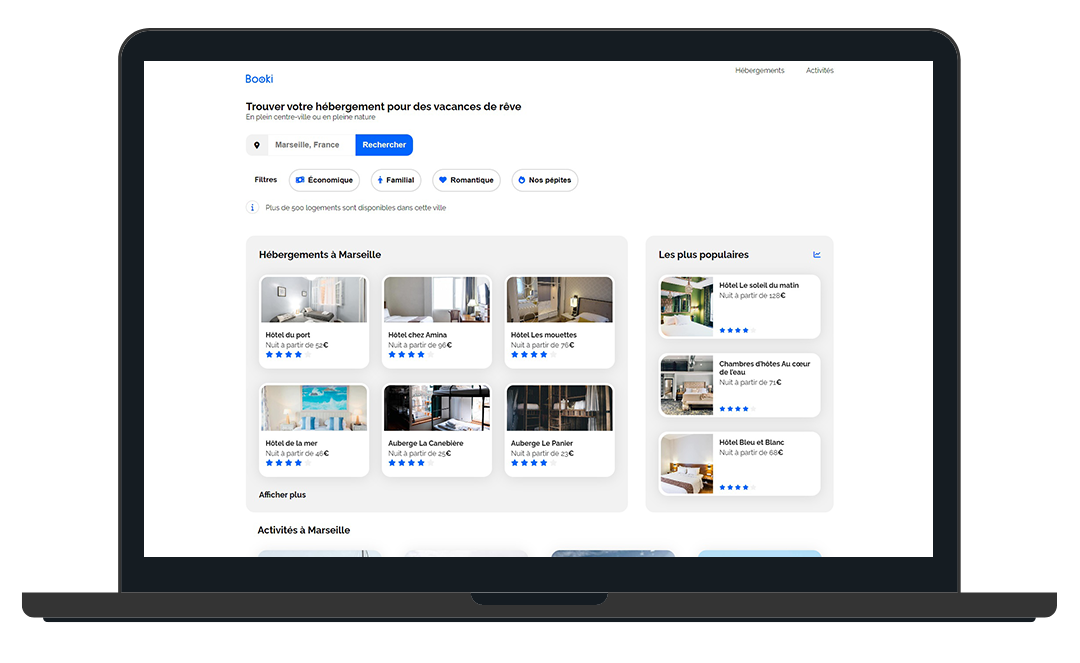 Booki
Hébergements
Activités
Trouver votre hébergement pour des vacances de rêve
En plein centre-ville ou en pleine nature
Marseille, France
Rechercher
Filtres
Économique
Familial
Romantique
Nos pépites
Plus de 500 logements sont disponibles dans cette ville
Hébergements à Marseille
Hôtel du port
Nuit à partir de 52€
Hôtel chez Amina
Nuit à partir de 96€
Hôtel Les mouettes
Nuit à partir de 76€
Hôtel de la mer
Nuit à partir de 46€
Auberge La Canebière
Nuit à partir de 25€
Auberge Le Panier
Nuit à partir de 23€
Afficher plus
Les plus populaires
Hôtel Le soleil du matin
Nuit à partir de 128€
Chambres d'hôtes Au cœur
de l'eau
Nuit à partir de 71€
Hôtel Bleu et Blanc
Nuit à partir de 68€
Activités à Marseille